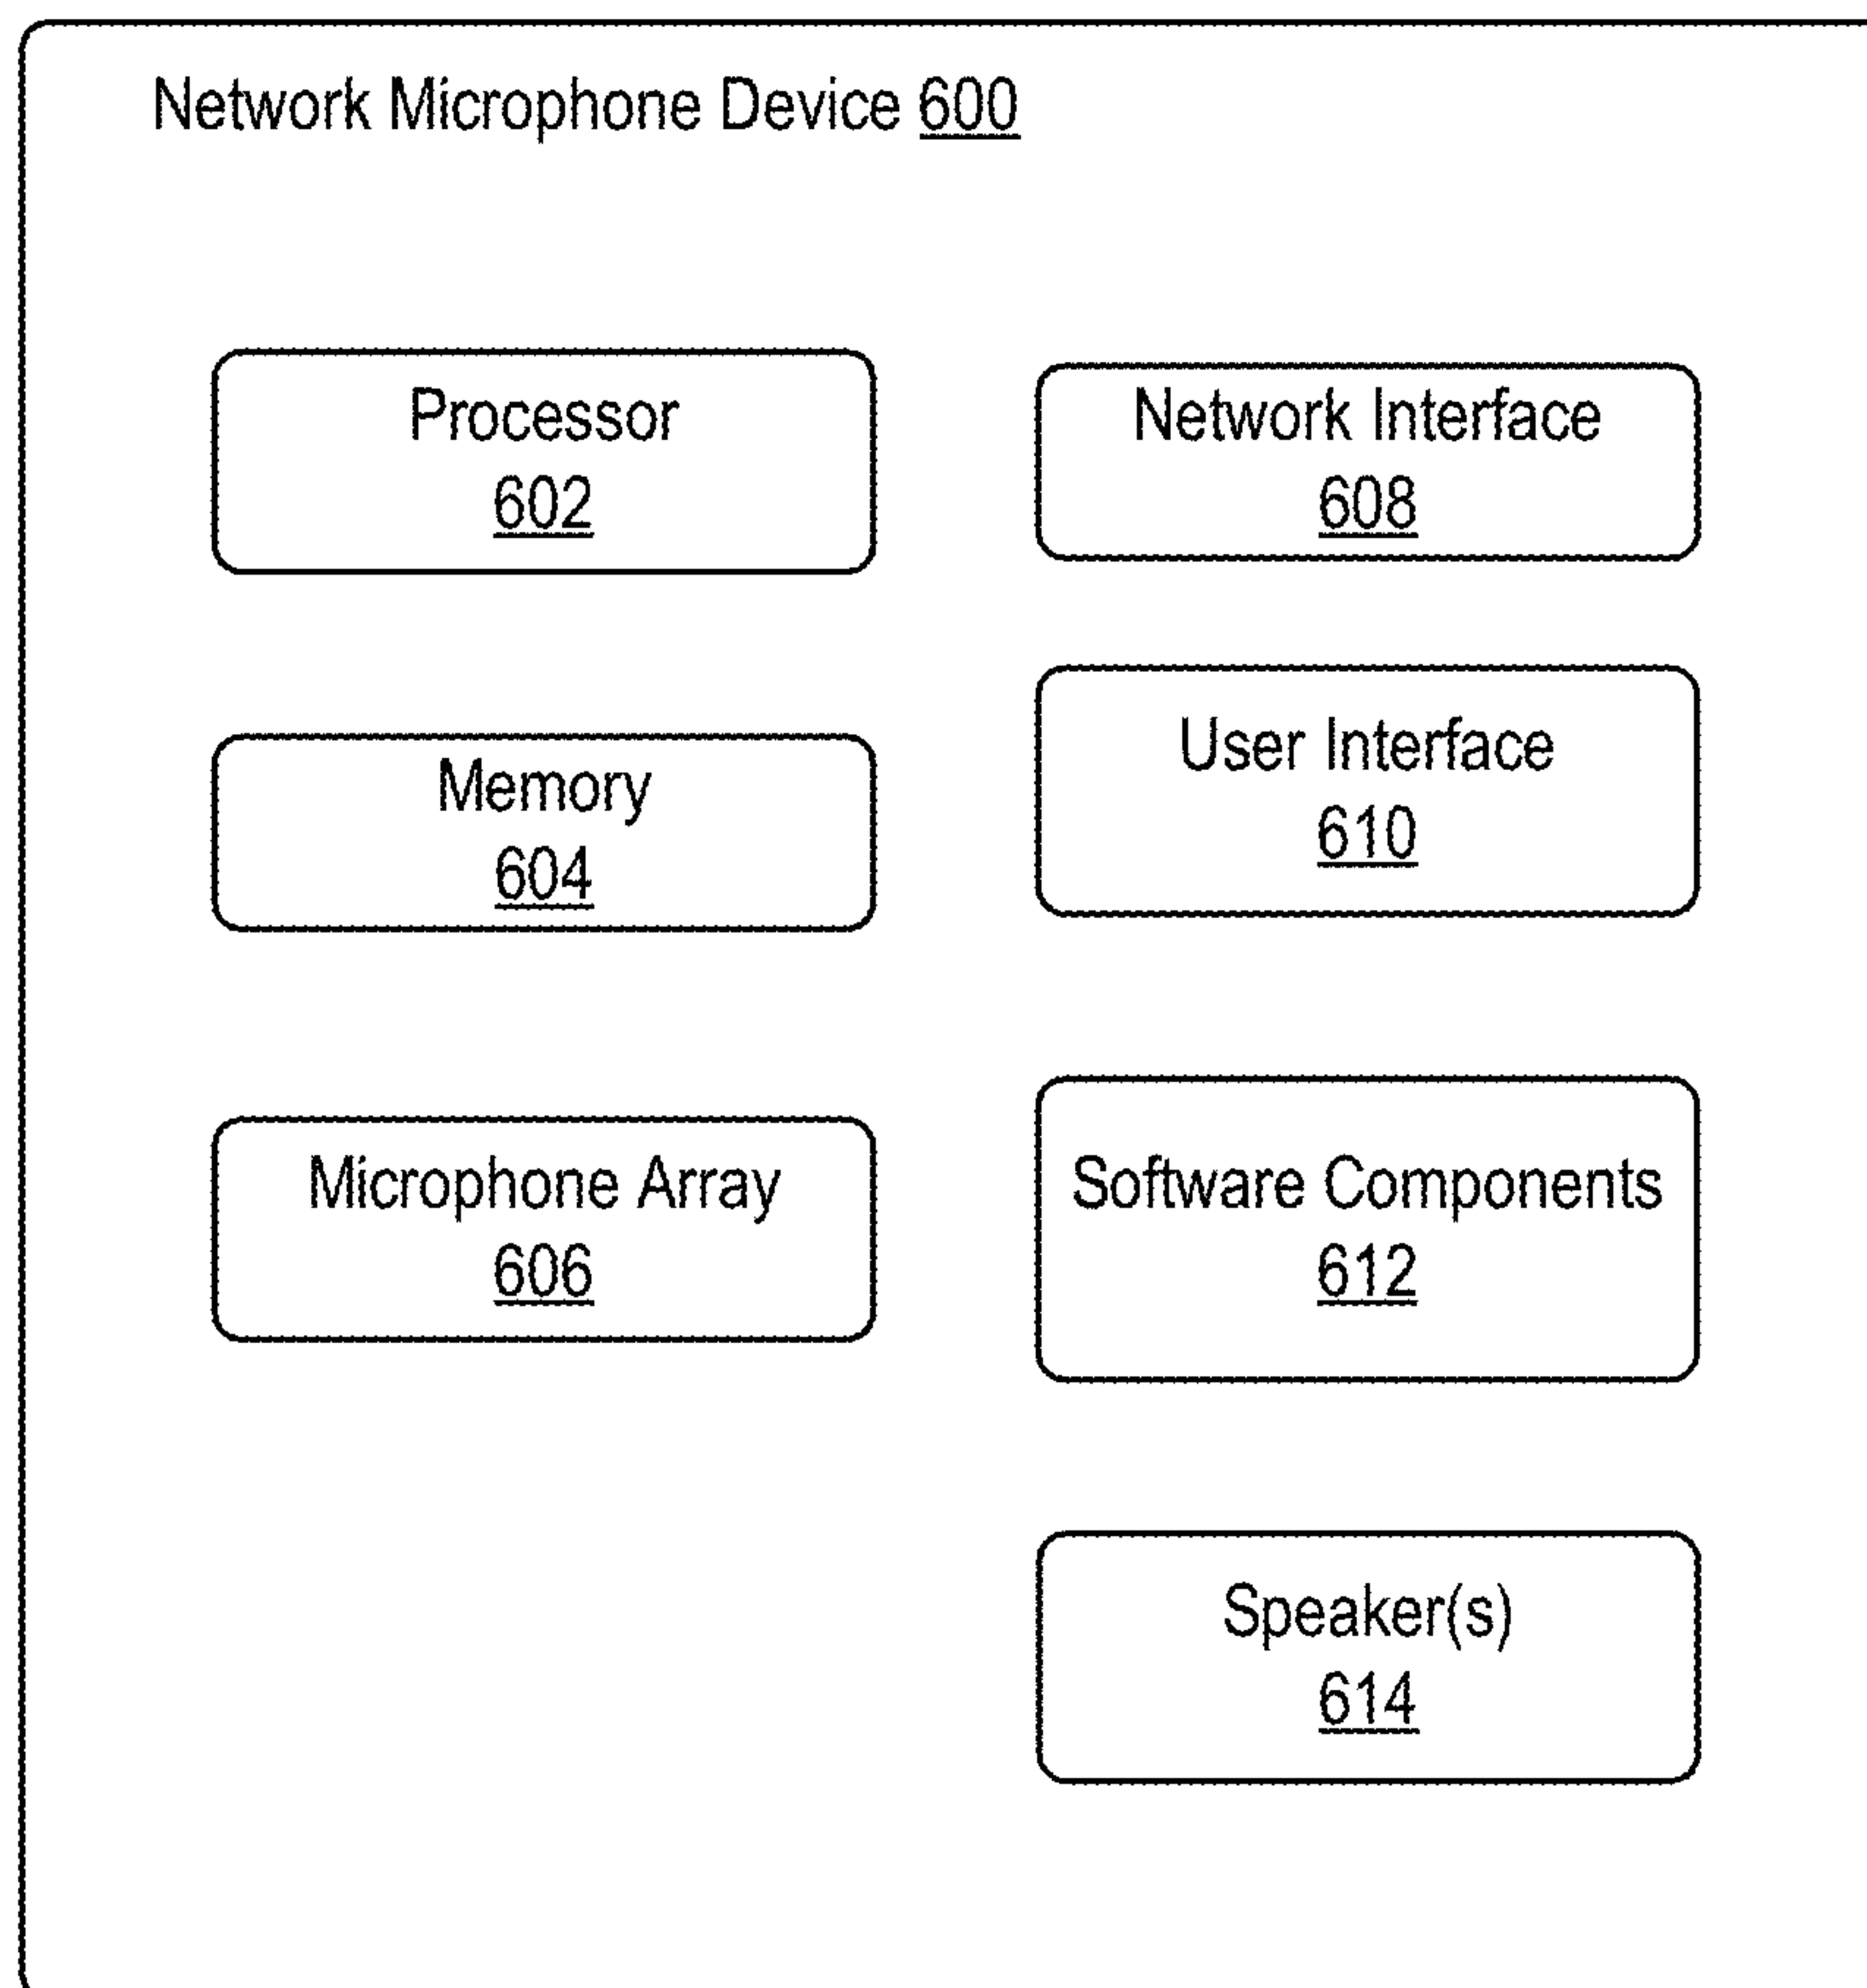 Network Microphone Device 600
Processor
602
Memory
604
Microphone Array
606
Network Interface
608
User Interface
610
Software Components
612
Speaker(s)
614